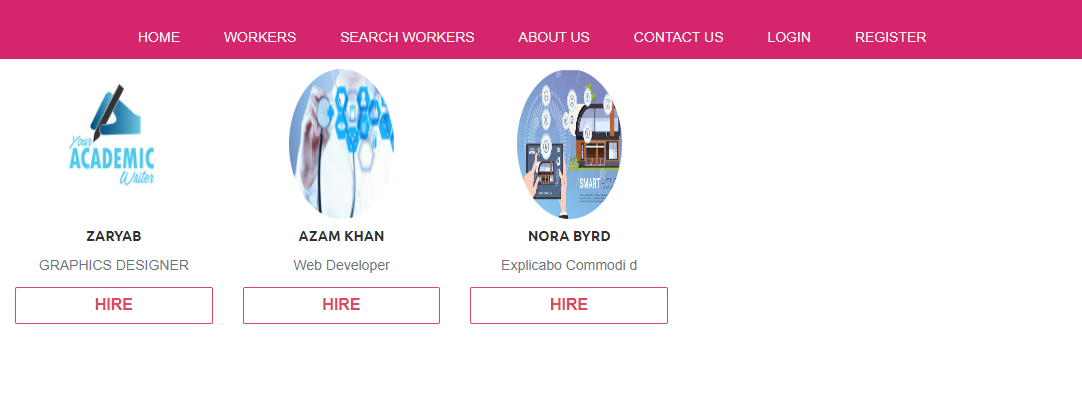 HOME WORKERS SEARCH WORKERS ABOUT US CONTACT US LOGIN REGISTER
Your
ACADEMIC
Writer
SMART
ZARYAB AZAM KHAN NORA BYRD
GRAPHICS DESIGNER Web Developer Explicabo Commodi d
HIRE HIRE HIRE